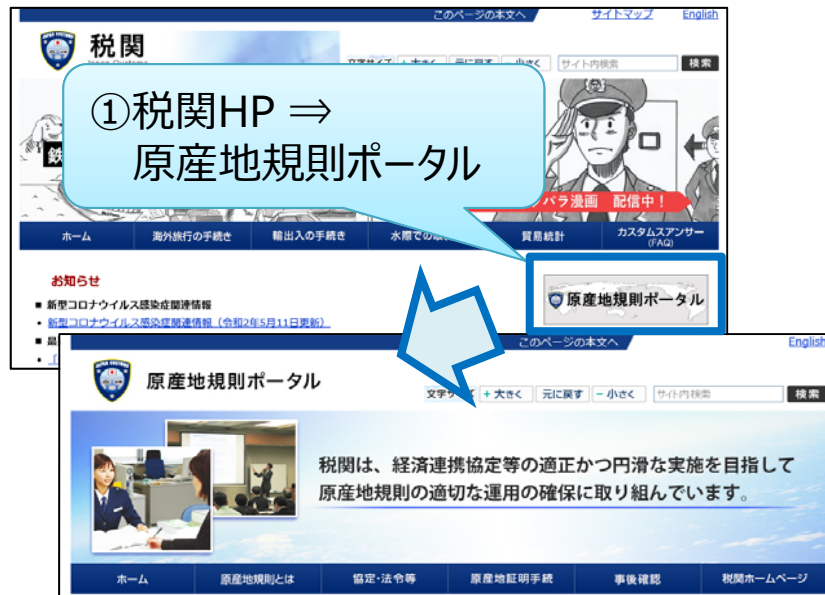 このページの本文へ
サイトマップ English
税関
文字サイズ +大きく 元に戻す -小さく サイト内検索 検索
①税関HP ⇒
原産地規則ポータル
鉄
パラ漫画 配信中！
ホーム 海外旅行の手続き 輸出入の手続き 水際での 貿易統計 カスタムスアンサー
(FAQ)
お知らせ
■ 新型コロナウイルス感染症関連情報
・ 新型コロナウイルス感染症関連情報（令和2年5月11日更新）
原産地規則ポータル
このページの本文へ English
原産地規則ポータル
文字サイズ +大きく 元に戻す -小さく サイト内検索 検索
税関は、経済連携協定等の適正かつ円滑な実施を目指して
原産地規則の適切な運用の確保に取り組んでいます。
ホーム 原産地規則とは 協定・法令等 原産地証明手続 事後確認 税関ホームページ